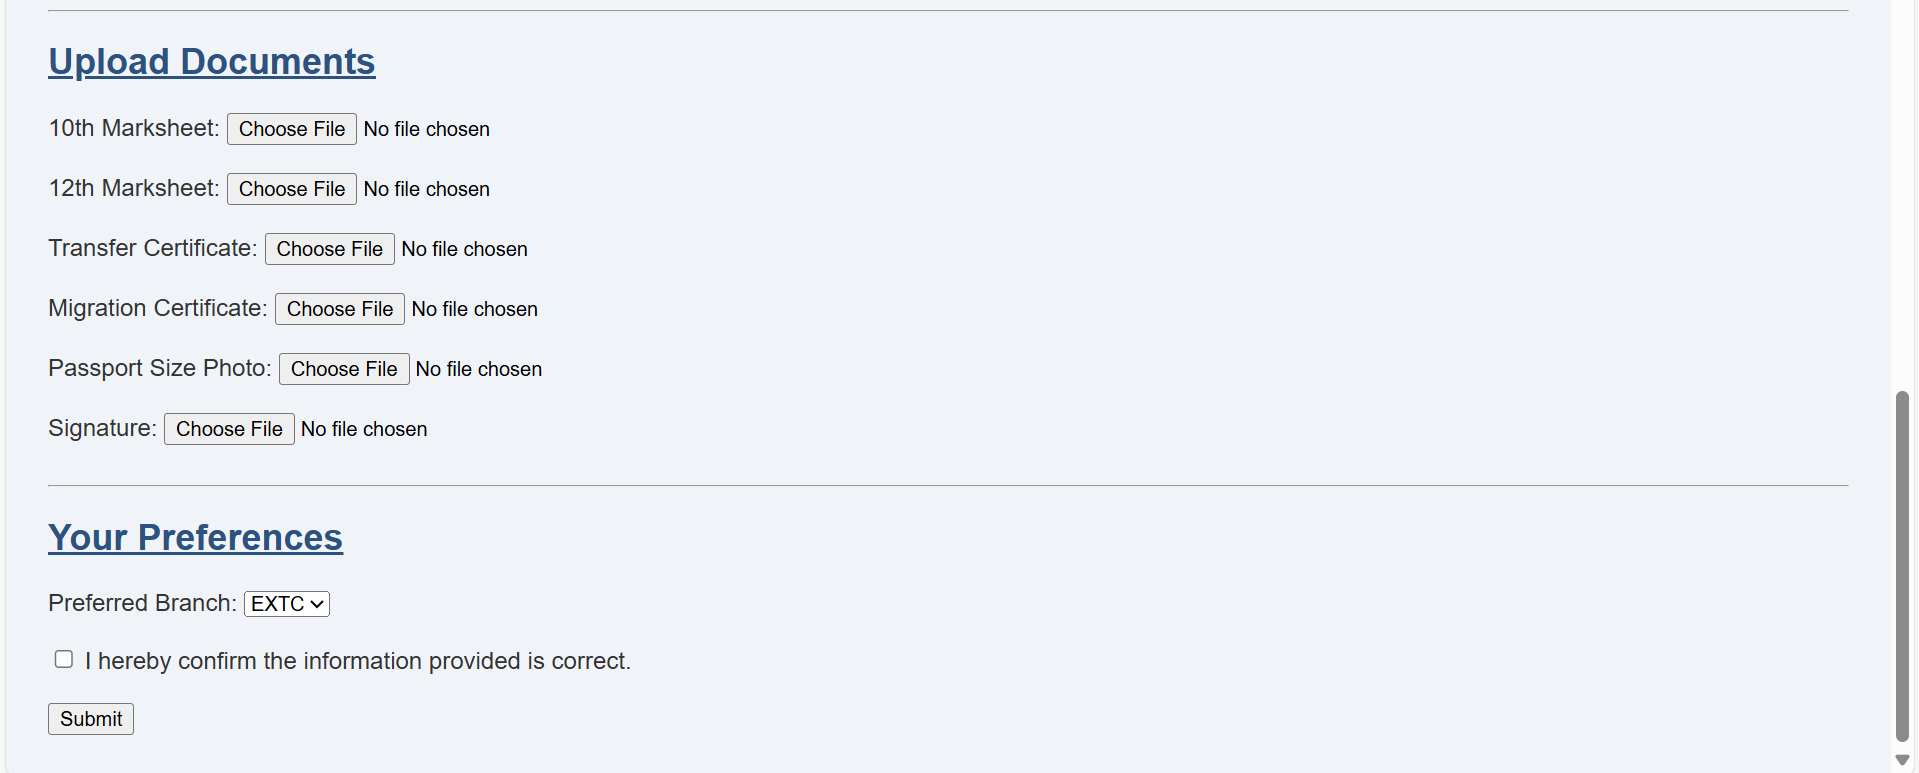 Upload Documents
10th Marksheet: Choose File No file chosen
12th Marksheet: Choose File No file chosen
Transfer Certificate: Choose File No file chosen
Migration Certificate: Choose File No file chosen
Passport Size Photo: Choose File No file chosen
Signature: Choose File No file chosen
Your Preferences
Preferred Branch: EXTC
I hereby confirm the information provided is correct.
Submit